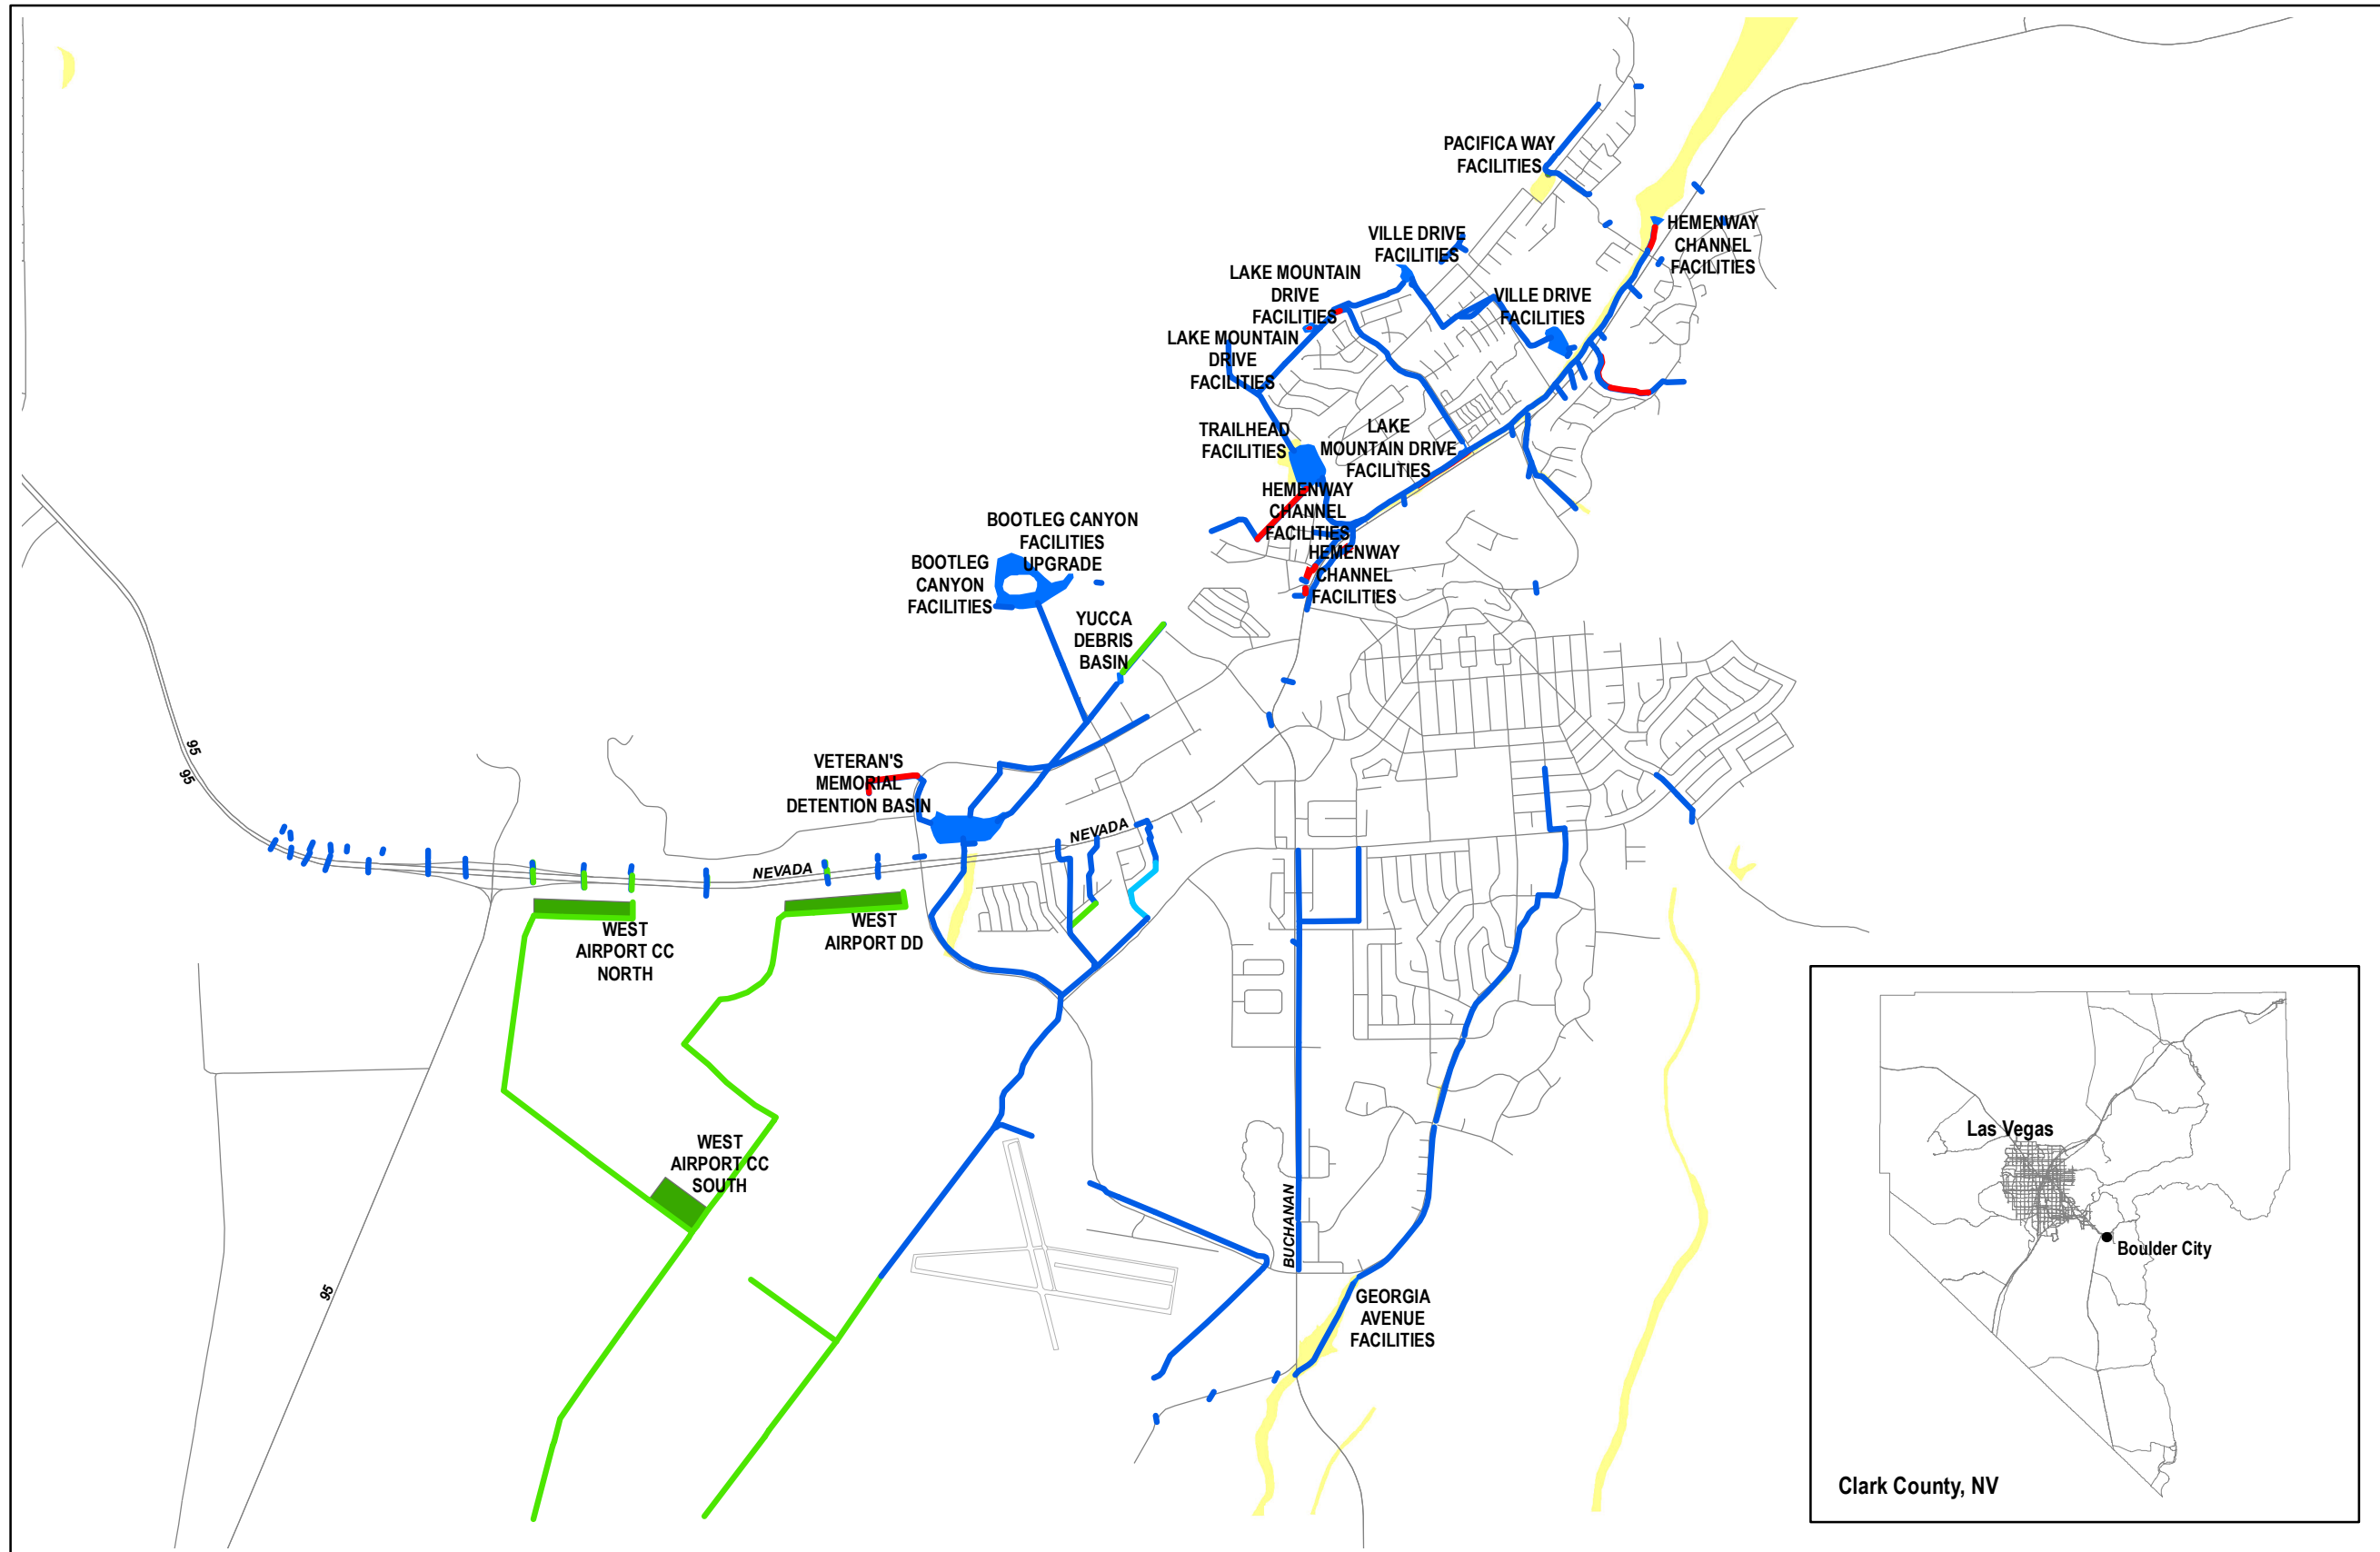 PACIFICA WAY
FACILITIES
HEMENWAY
CHANNEL
FACILITIES
VILLE DRIVE
FACILITIES
LAKE MOUNTAIN
DRIVE
FACILITIES
VILLE DRIVE
FACILITIES
LAKE MOUNTAIN
DRIVE
FACILITIES
TRAILHEAD
FACILITIES
LAKE
MOUNTAIN DRIVE
FACILITIES
HEMENWAY
CHANNEL
FACILITIES
BOOTLEG CANYON
FACILITIES
UPGRADE
BOOTLEG
CANYON
FACILITIES
HEMENWAY
CHANNEL
FACILITIES
YUCCA
DEBRIS
BASIN
95
95
VETERAN'S
MEMORIAL
DETENTION BASIN
NEVADA
NEVADA
WEST
AIRPORT CC
NORTH
WEST
AIRPORT DD
WEST
AIRPORT CC
SOUTH
95
BUCHANAN
GEORGIA
AVENUE
FACILITIES
Las Vegas
Boulder City
Clark County, NV